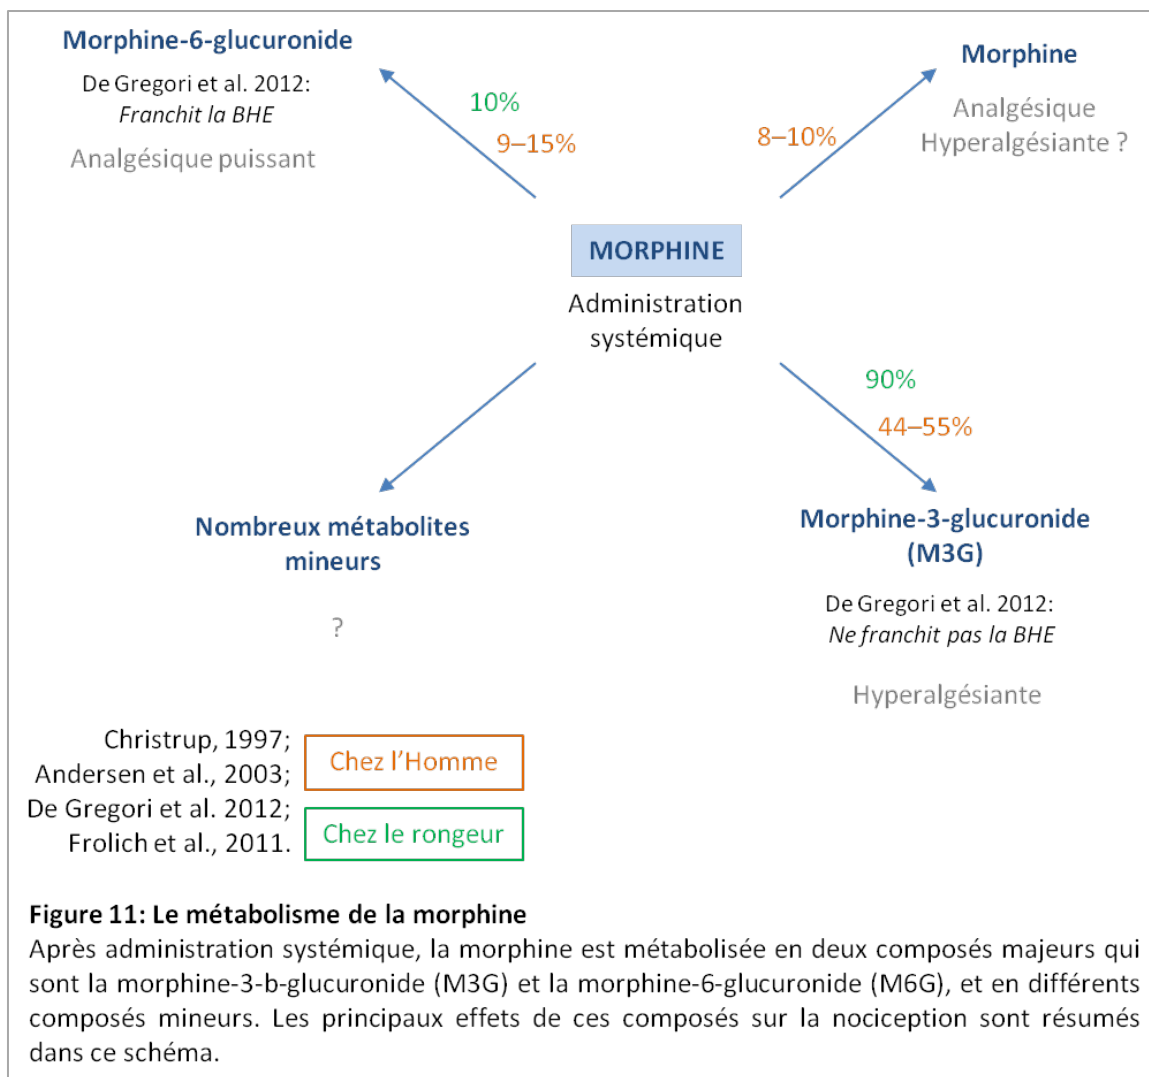 Morphine-6-glucuronide
De Gregori et al. 2012:
Franchit la BHE
Analgésique puissant
10%
9–15%
8–10%
Morphine
Analgésique
Hyperalgésiante ?
MORPHINE
Administration
systémique
90%
44–55%
Nombreux métabolites
mineurs
?
Morphine-3-glucuronide
(M3G)
De Gregori et al. 2012:
Ne franchit pas la BHE
Hyperalgésiante
Christrup, 1997;
Andersen et al., 2003;
De Gregori et al. 2012;
Frolich et al., 2011.
Chez l'Homme
Chez le rongeur
Figure 11: Le métabolisme de la morphine
Après administration systémique, la morphine est métabolisée en deux composés majeurs qui
sont la morphine-3-b-glucuronide (M3G) et la morphine-6-glucuronide (M6G), et en différents
composés mineurs. Les principaux effets de ces composés sur la nociception sont résumés
dans ce schéma.